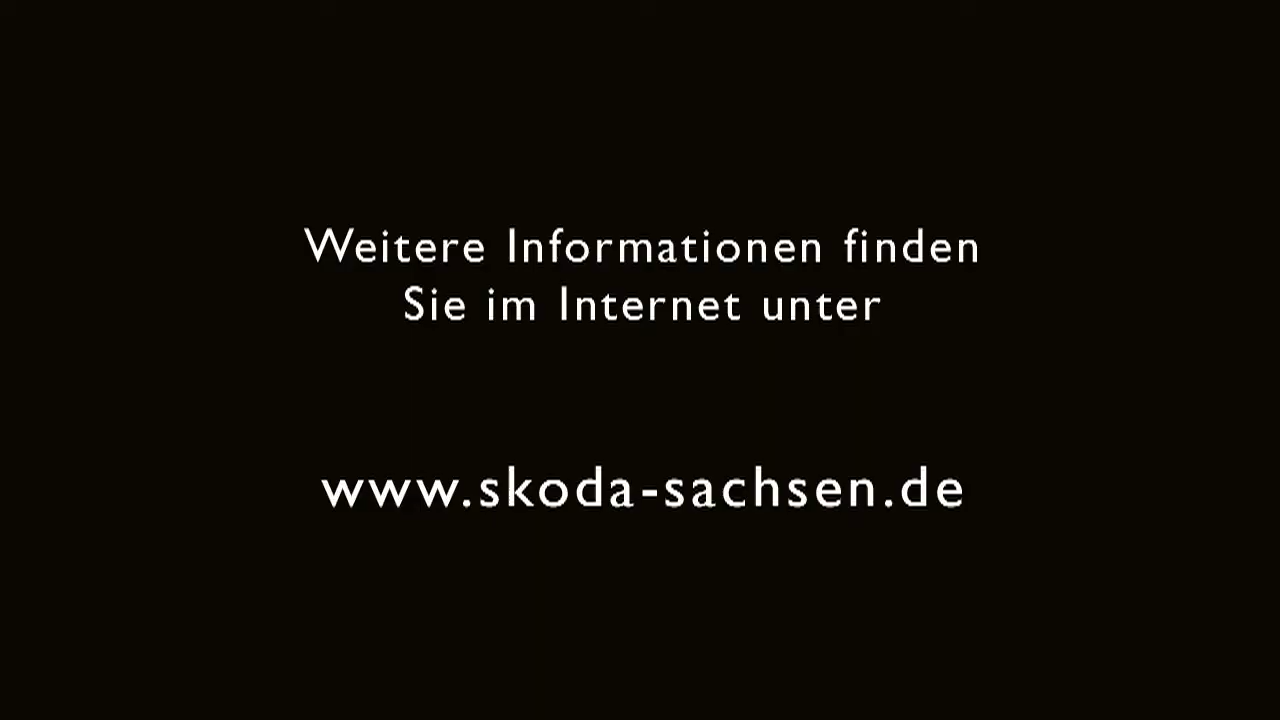 Weitere Informationen finden
Sie im Internet unter
www.skoda-sachsen.de